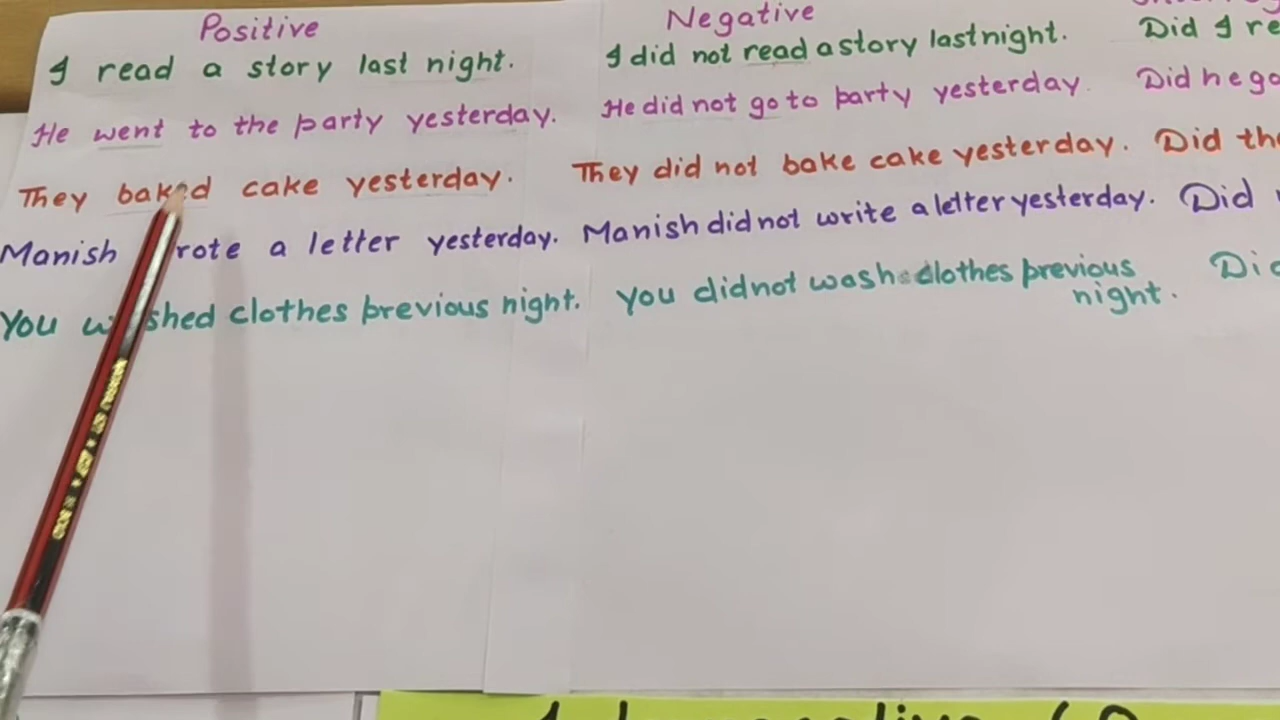 Positive Negative
I read a story last night. I did not read a story last night. Did I re
He went to the party yesterday. He did not go to party yesterday. Did he go
They baked cake yesterday. They did not bake cake yesterday. Did the
Manish rote a letter yesterday. Manish did not write a letter yesterday. Did
You washed clothes previous night. You did not wash clothes previous night. Did